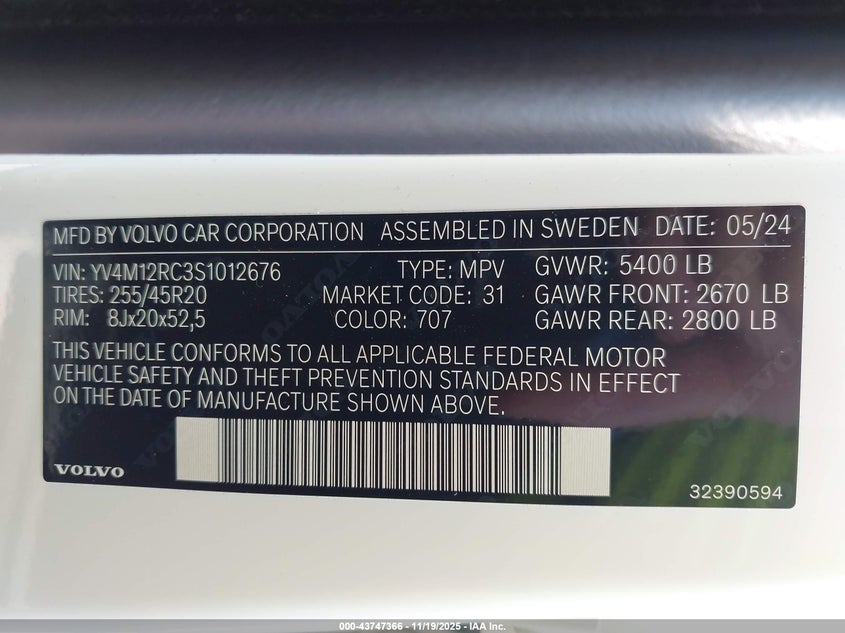 MFD BY VOLVO CAR CORPORATION ASSEMBLED IN SWEDEN DATE: 05/24
VIN: YV4M12RC3S1012676 TYPE: MPV GVWR: 5400 LB
TIRES: 255/45R20 MARKET CODE: 31 GAWR FRONT: 2670 LB
RIM: 8Jx20x52,5 COLOR: 707 GAWR REAR: 2800 LB
THIS VEHICLE CONFORMS TO ALL APPLICABLE FEDERAL MOTOR
VEHICLE SAFETY AND THEFT PREVENTION STANDARDS IN EFFECT
ON THE DATE OF MANUFACTURE SHOWN ABOVE.
VOLVO
32390594
000-43747366 - 11/19/2025 - IAA Inc.